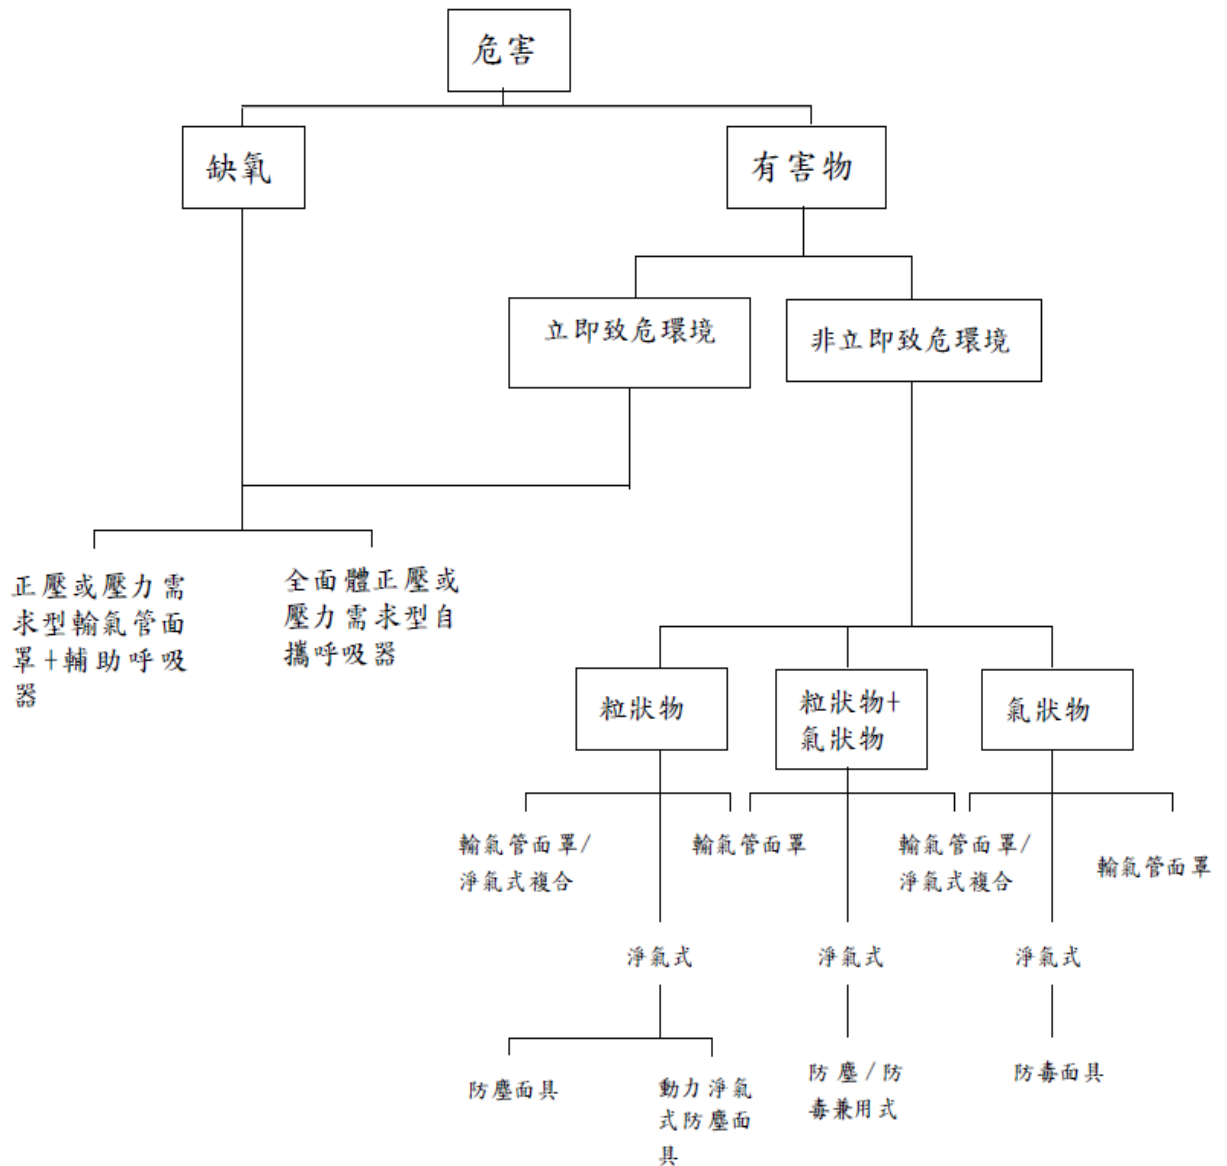 危害
缺氧
有害物
立即致危環境
非立即致危環境
正壓或壓力需
求型輸氣管面
罩+輔助呼吸
器
全面體正壓或
壓力需求型自
攜呼吸器
粒狀物
粒狀物+
氣狀物
氣狀物
輸氣管面罩/
淨氣式複合
輸氣管面罩
輸氣管面罩/
淨氣式複合
輸氣管面罩
淨氣式
淨氣式
淨氣式
防塵面具
動力淨氣
式防塵面
具
防塵/防
毒兼用式
防毒面具